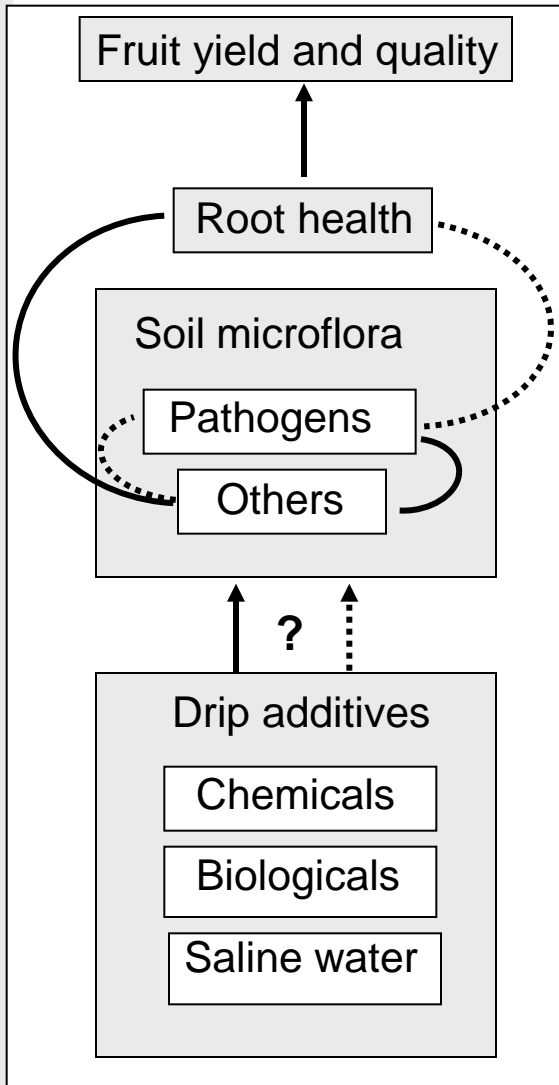 Fruit yield and quality
Root health
Soil microflora
Pathogens
Others
?
Drip additives
Chemicals
Biologicals
Saline water